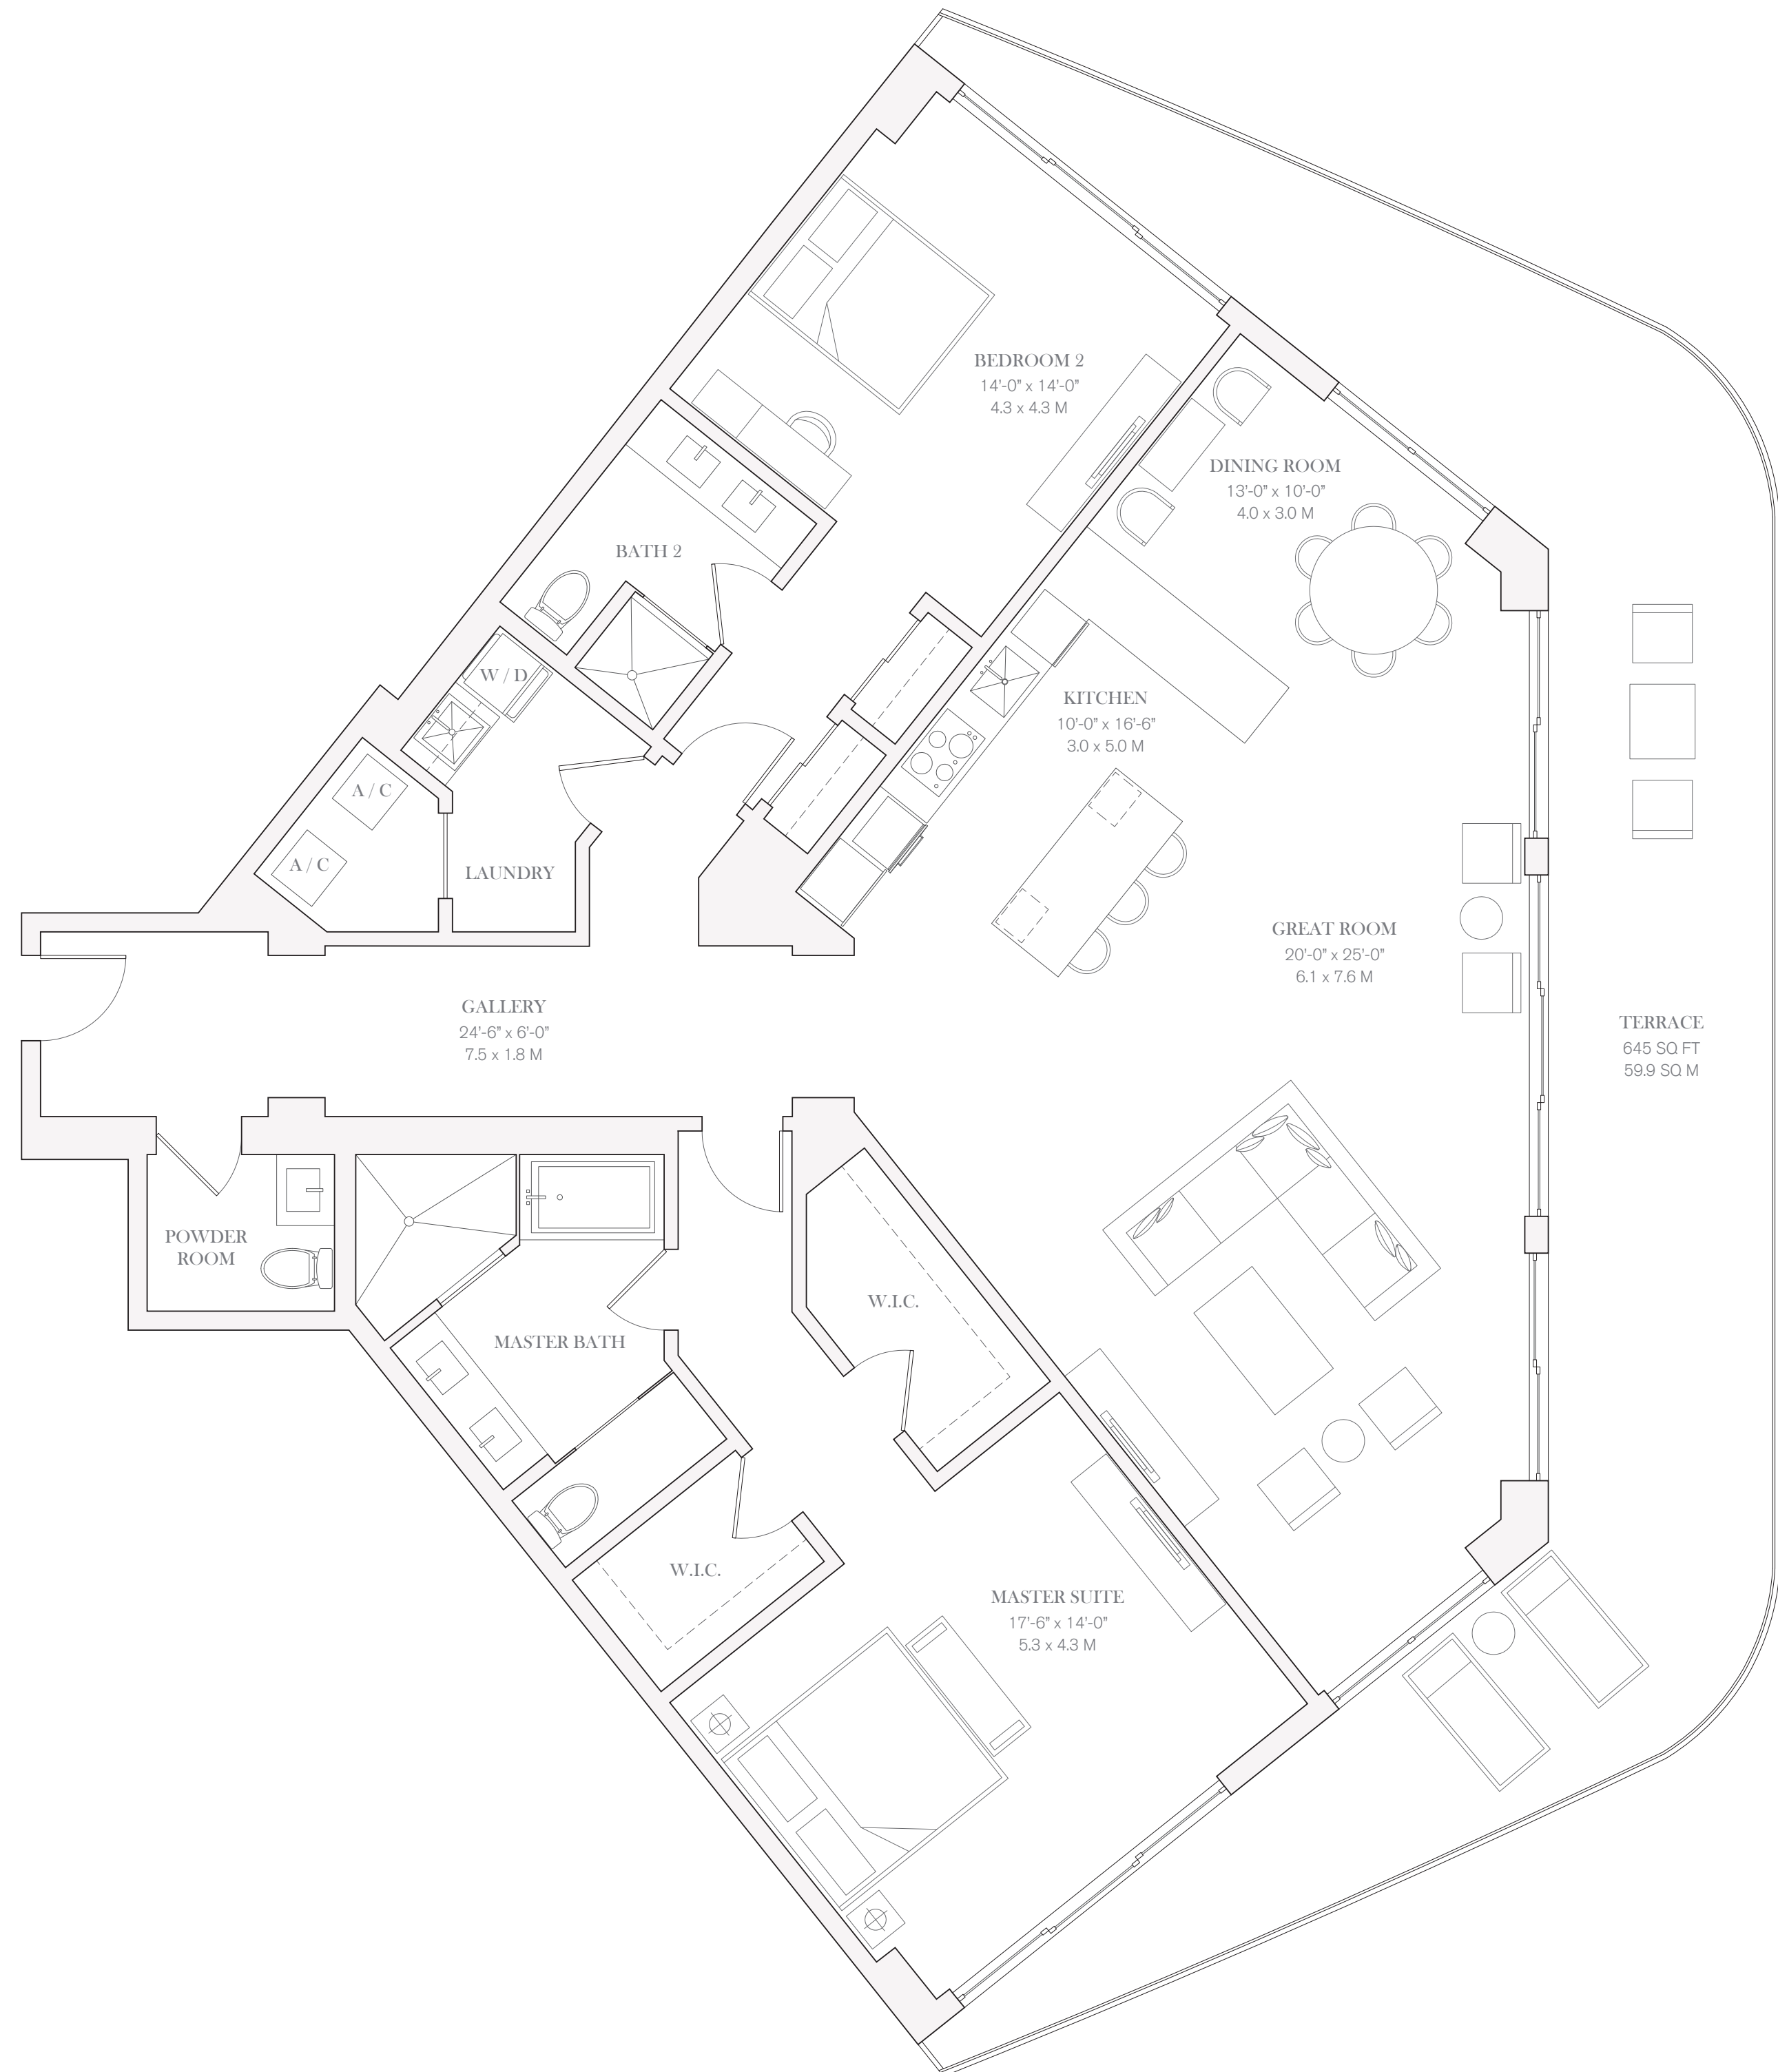 BEDROOM 2
14'-0” x 14'-0”
4.3 x 4.3 M
DINING ROOM
13'-0” x 10'-0”
4.0 x 3.0 M
BATH 2
W / D
KITCHEN
10'-0” x 16'-6”
3.0 x 5.0 M
A / C
A / C
LAUNDRY
GREAT ROOM
20'-0” x 25'-0”
6.1 x 7.6 M
GALLERY
24'-6” x 6'-0”
7.5 x 1.8 M
TERRACE
645 SQ FT
59.9 SQ M
POWDER
ROOM
W.I.C.
MASTER BATH
W.I.C.
MASTER SUITE
17'-6” x 14'-0”
5.3 x 4.3 M